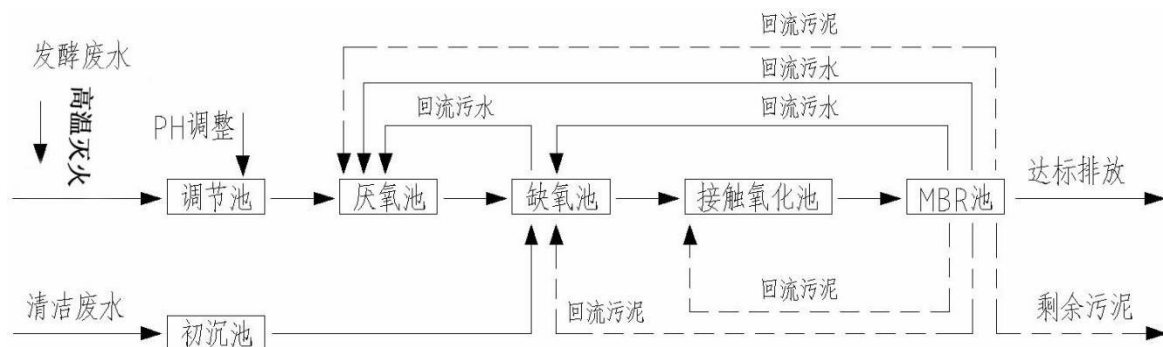 回流污泥
发酵废水
回流污水
高温灭火
回流污水
回流污水
PH调整
调节池
厌氧池
缺氧池
接触氧化池
MBR池
达标排放
清洁废水
初沉池
回流污泥
回流污泥
剩余污泥